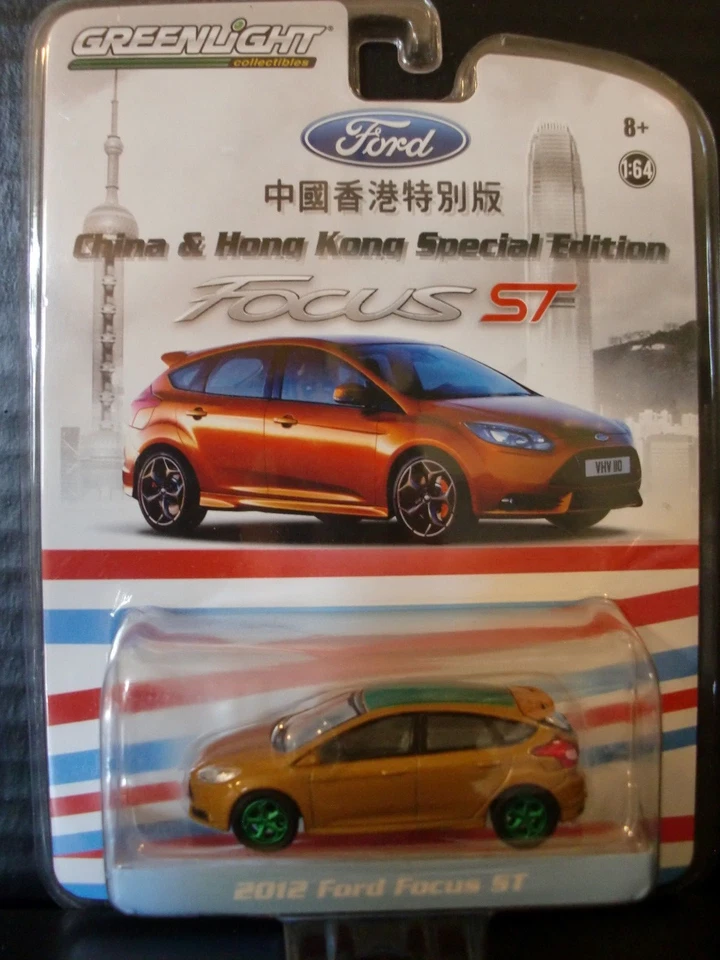 GREENLiGHT®
collectibles
Ford
8+
1:64
中國香港特別版
China & Hong Kong Special Edition
Focus ST
VHV 110
2012 Ford Focus ST